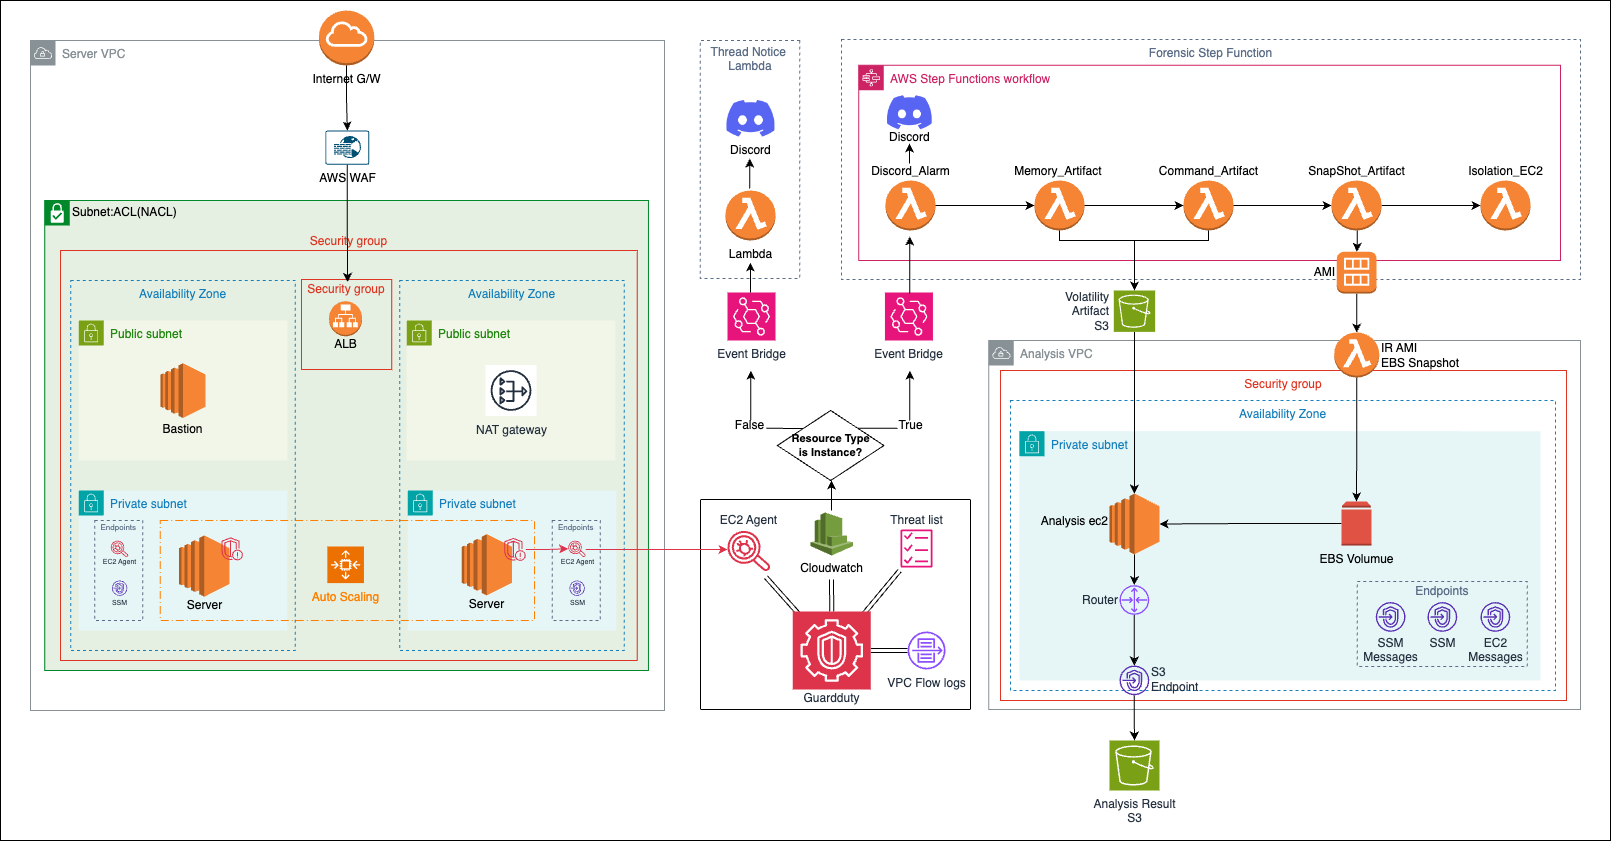 Server VPC
Internet G/W
AWS WAF
Subnet:ACL(NACL)
Security group
Availability Zone
Security group
ALB
Availability Zone
Public subnet
Bastion
Public subnet
NAT gateway
Private subnet
Endpoints
EC2 Agent
SSM
Server
Auto Scaling
Private subnet
Server
Endpoints
EC2 Agent
SSM
Thread Notice
Lambda
Discord
Lambda
Event Bridge
False
Resource Type
is Instance?
True
Event Bridge
EC2 Agent
Cloudwatch
Threat list
Guardduty
VPC Flow logs
Forensic Step Function
AWS Step Functions workflow
Discord
Discord_Alarm
Memory_Artifact
Command_Artifact
SnapShot_Artifact
Isolation_EC2
AMI
Volatility
Artifact
S3
Analysis VPC
IR AMI
EBS Snapshot
Security group
Availability Zone
Private subnet
Analysis ec2
EBS Volumue
Router
Endpoints
SSM
Messages
SSM
EC2
Messages
S3
Endpoint
Analysis Result
S3